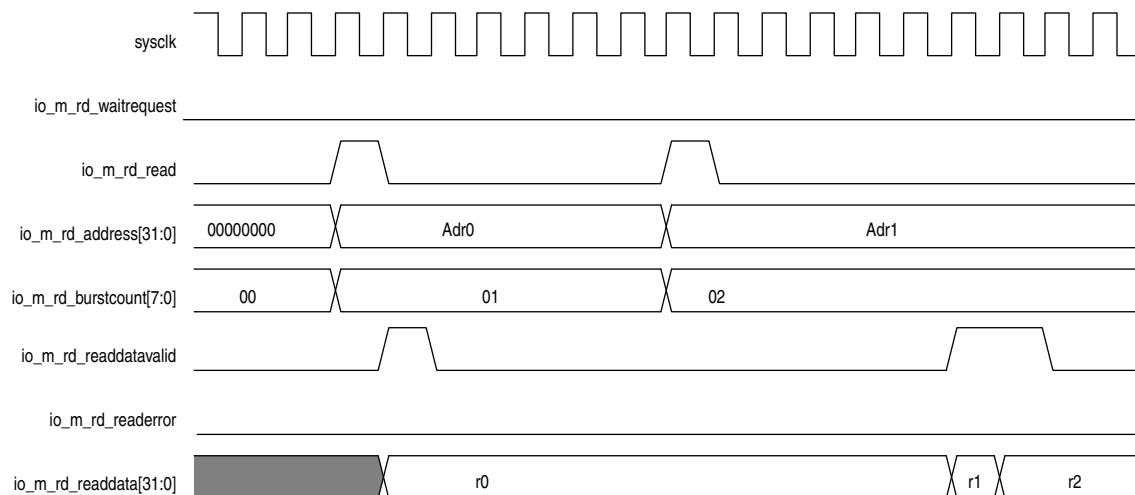 sysclk
io_m_rd_waitrequest
io_m_rd_read
io_m_rd_address[31:0] 00000000 Adr0 Adr1
io_m_rd_burstcount[7:0] 00 01 02
io_m_rd_readdatavalid
io_m_rd_readerror
io_m_rd_readdata[31:0] r0 r1 r2